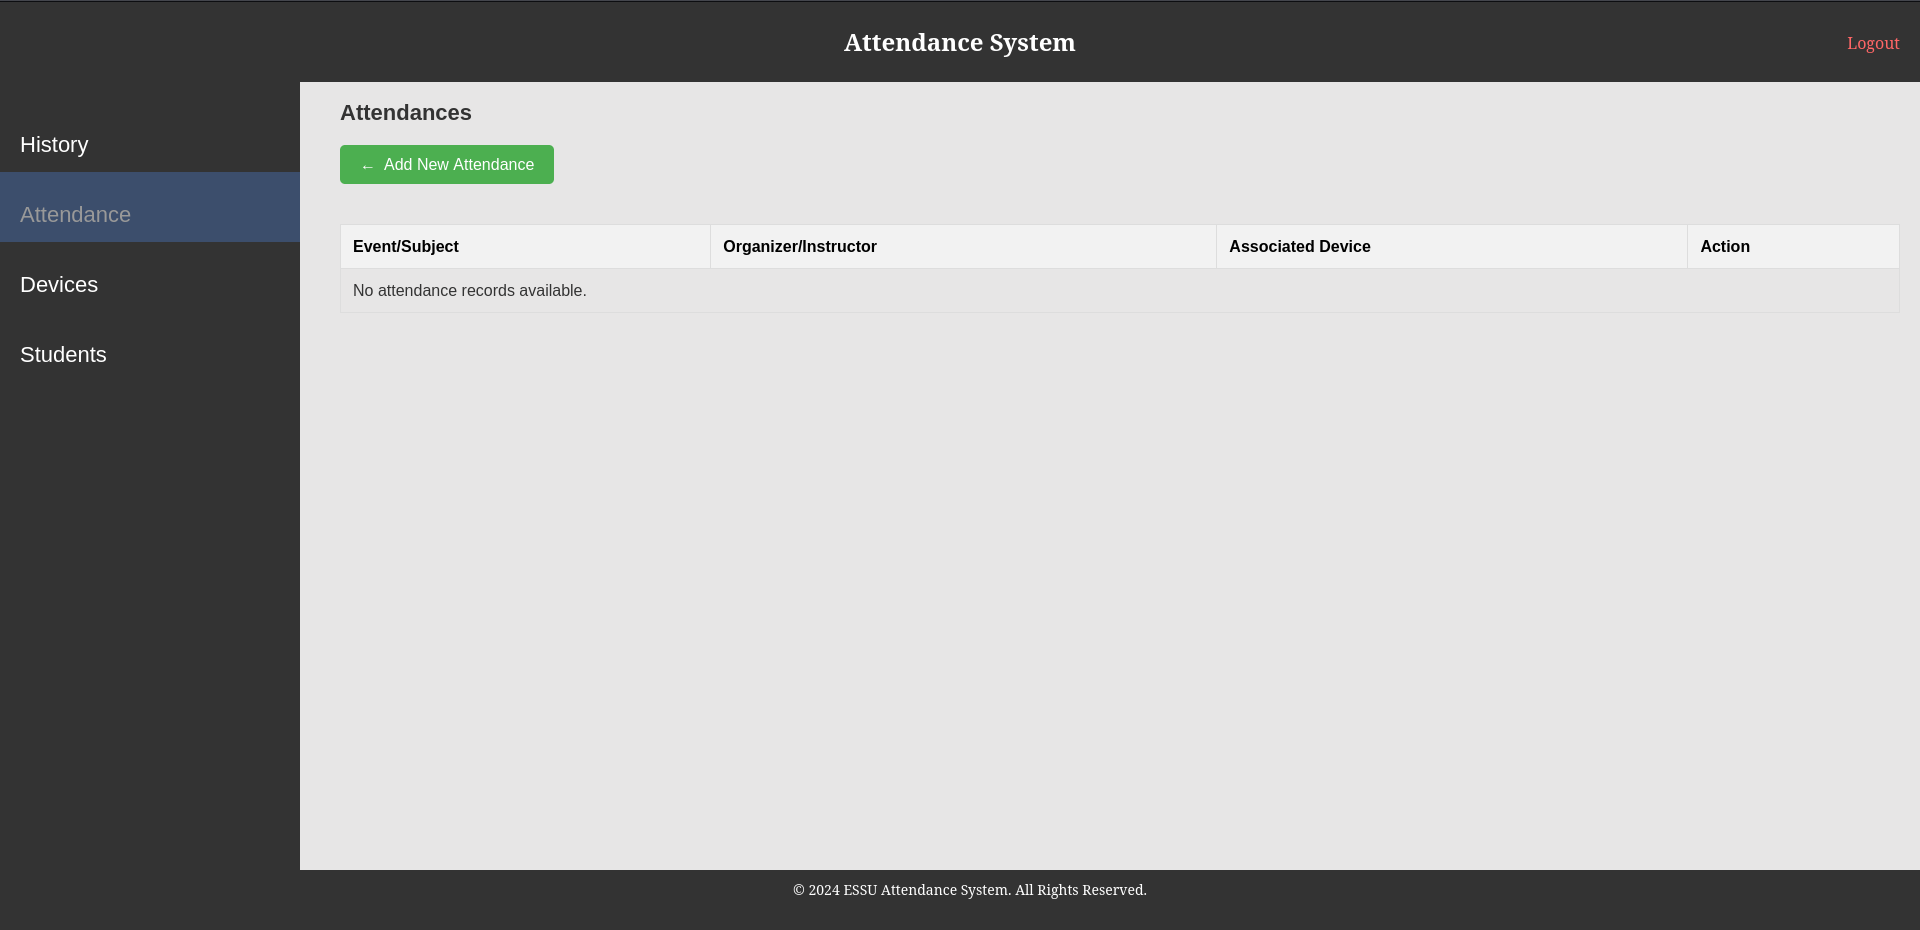 Attendance System
Logout
History
Attendance
Devices
Students
Attendances
← Add New Attendance
Event/Subject Organizer/Instructor Associated Device Action
No attendance records available.
© 2024 ESSU Attendance System. All Rights Reserved.